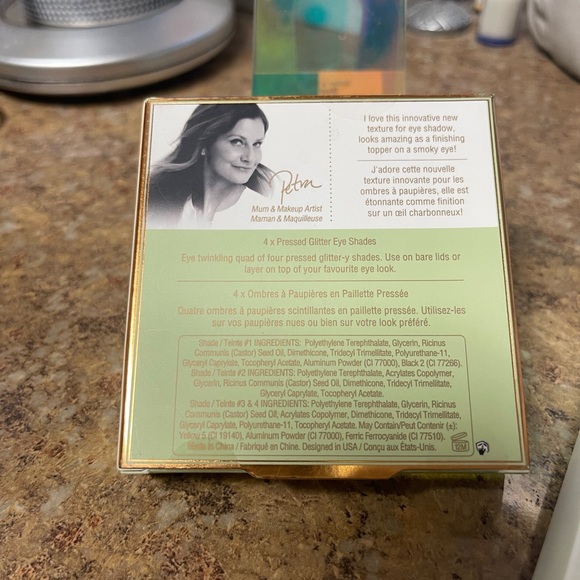 I love this innovative new
texture for eye shadow,
looks amazing as a finishing
topper on a smoky eye!
J'adore cette nouvelle
texture innovante pour les
ombres à paupières, elle est
étonnante comme finition
sur un œil charbonneux!
Petra
Mum & Makeup Artist
Maman & Maquilleuse
4 x Pressed Glitter Eye Shades
Eye twinkling quad of four pressed glitter-y shades. Use on bare lids or
layer on top of your favourite eye look.
4 x Ombres à Paupières en Paillette Pressée
Quatre ombres à paupières scintillantes en paillette pressée. Utilisez-les
sur vos paupières nues ou bien sur votre look préféré.
Shade / Teinte #1 INGREDIENTS: Polyethylene Terephthalate, Glycerin, Ricinus
Communis (Castor) Seed Oil, Dimethicone, Tridecyl Trimellitate, Polyurethane-11,
Glyceryl Caprylate, Tocopheryl Acetate, Aluminum Powder (CI 77000), Black 2 (CI 77266).
Shade / Teinte #2 INGREDIENTS: Polyethylene Terephthalate, Acrylates Copolymer,
Glycerin, Ricinus Communis (Castor) Seed Oil, Dimethicone, Tridecyl Trimellitate,
Glyceryl Caprylate, Tocopheryl Acetate.
Shade / Teinte #3 & 4 INGREDIENTS: Polyethylene Terephthalate, Glycerin, Ricinus
Communis (Castor) Seed Oil, Acrylates Copolymer, Dimethicone, Tridecyl Trimellitate,
Glyceryl Caprylate, Polyurethane-11, Tocopheryl Acetate. May Contain/Peut Contenir (±):
Yellow 5 (CI 19140), Aluminum Powder (CI 77000), Ferric Ferrocyanide (CI 77510).
Made in China / Fabriqué en Chine. Designed in USA / Conçu aux États-Unis.
12M